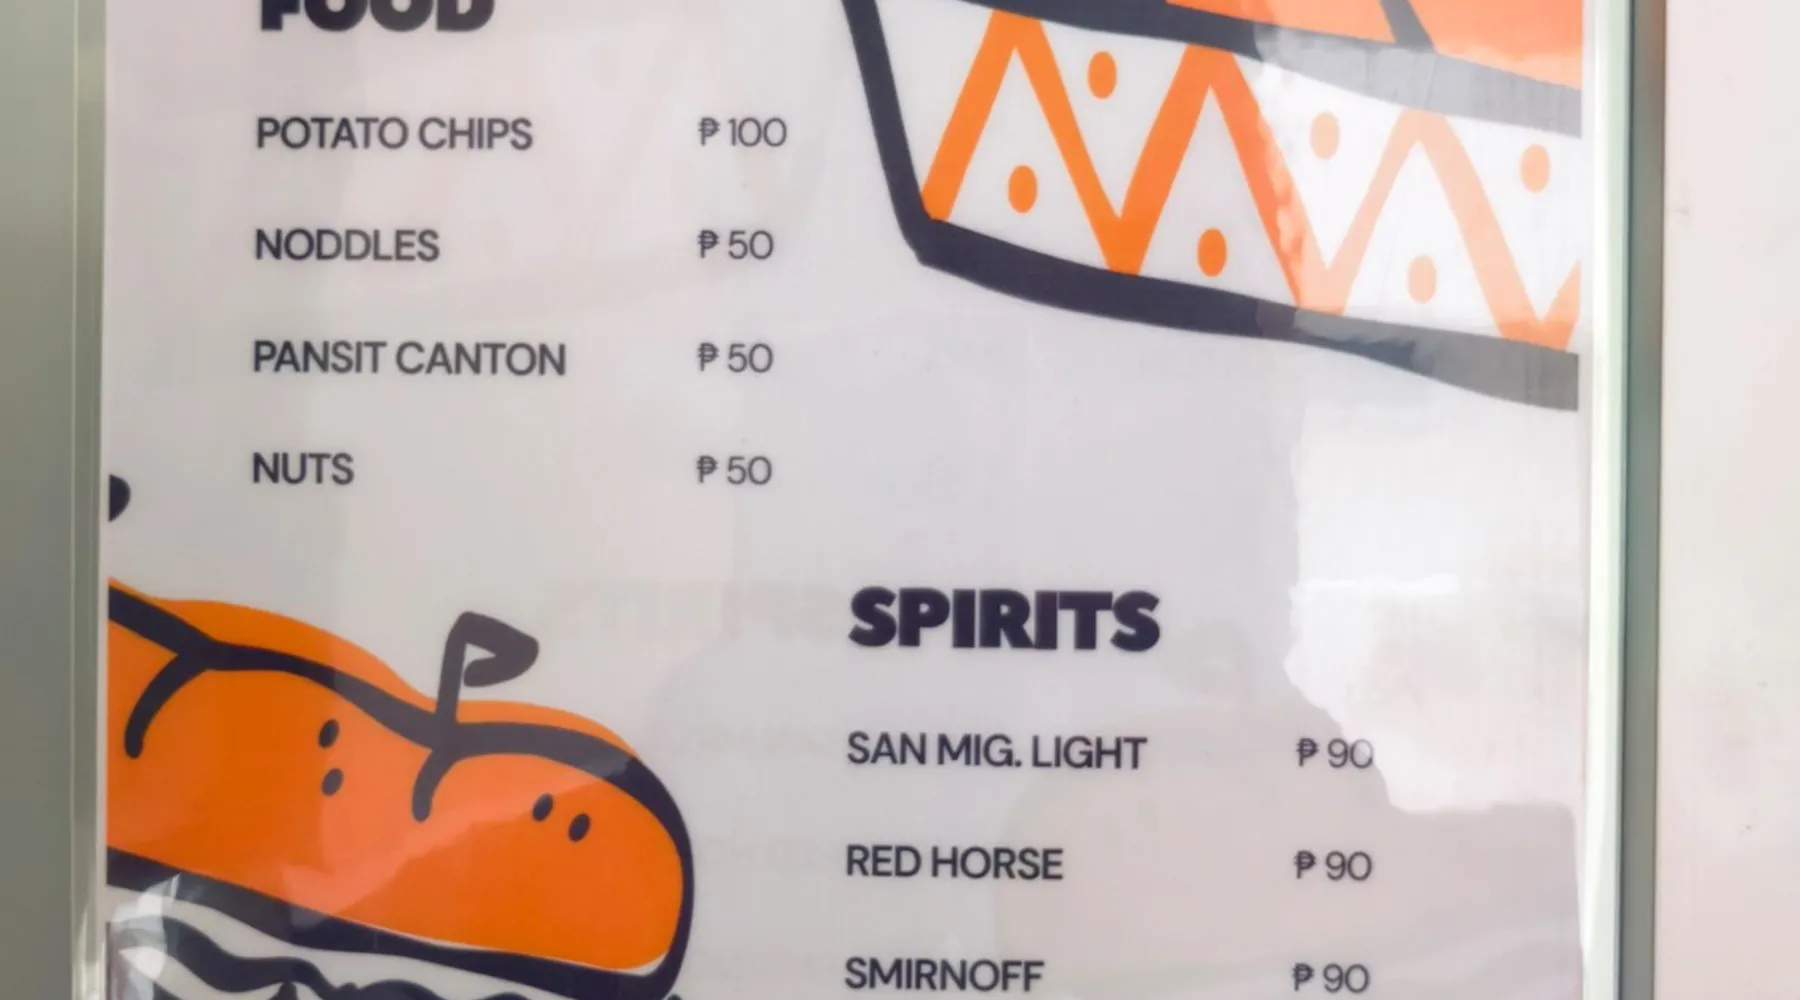 FOOD
POTATO CHIPS ₱ 100
NODDLES ₱ 50
PANSIT CANTON ₱ 50
NUTS ₱ 50
SPIRITS
SAN MIG. LIGHT ₱ 90
RED HORSE ₱ 90
SMIRNOFF ₱ 90